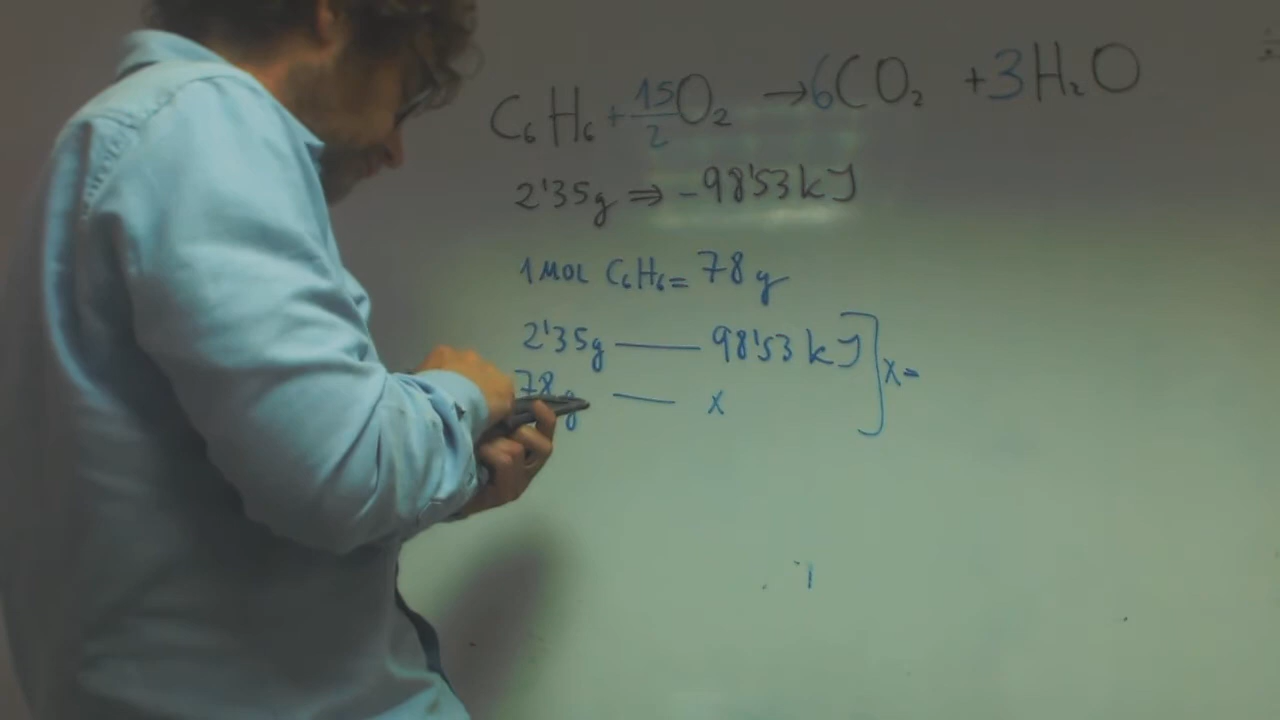 C₆H₆ + 15/2 O₂ → 6CO₂ + 3H₂O
2'35g ⇒ -98'53 kJ
1 MOL C₆H₆ = 78 g
2'35g — 98'53 kJ
78 g — x
x =